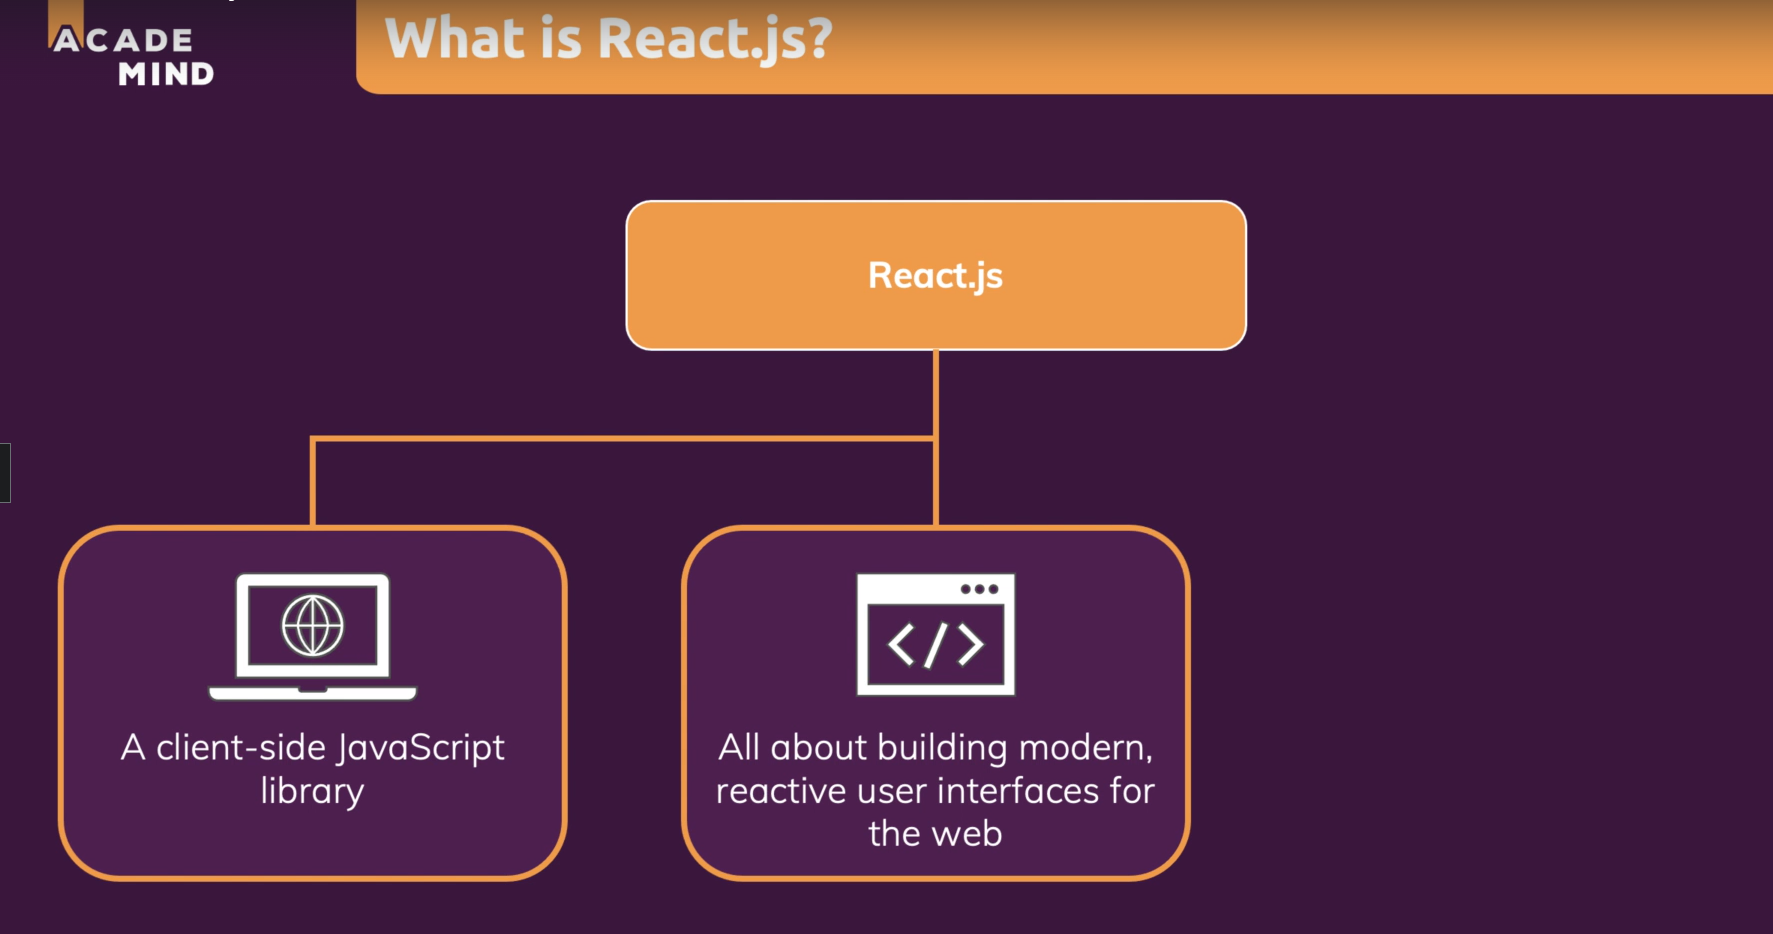 ACADE
MIND
What is React.js?
React.js
</>
A client-side JavaScript
library
All about building modern,
reactive user interfaces for
the web